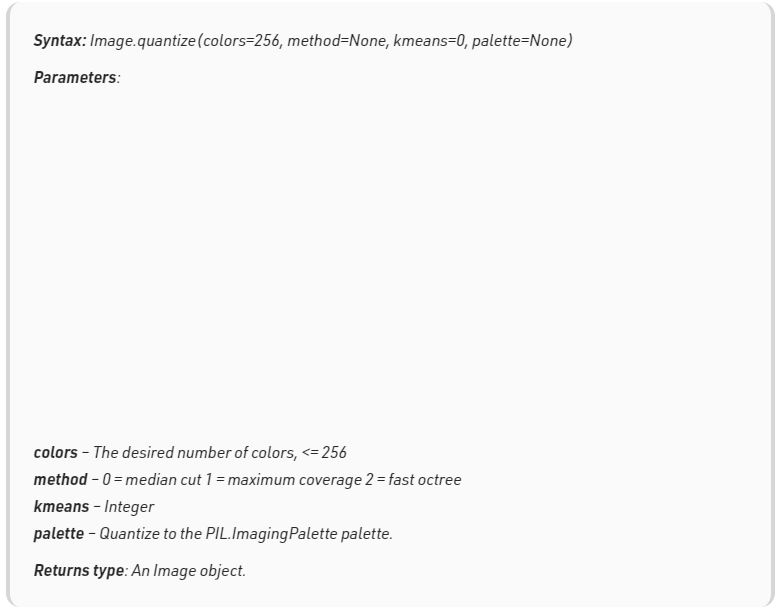 Syntax: Image.quantize(colors=256, method=None, kmeans=0, palette=None)
Parameters:
colors – The desired number of colors, <= 256
method – 0 = median cut 1 = maximum coverage 2 = fast octree
kmeans – Integer
palette – Quantize to the PIL.ImagingPalette palette.
Returns type: An Image object.